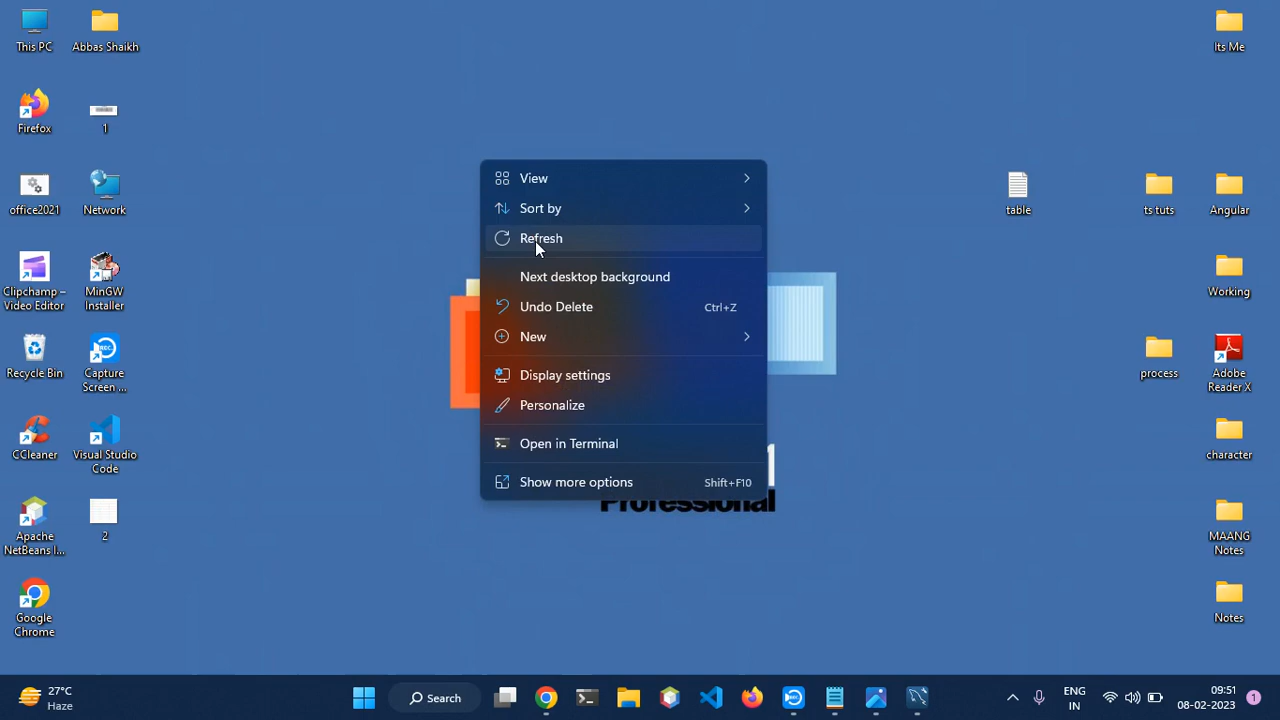 This PC
Abbas Shaikh
Firefox
1
office2021
Network
Clipchamp –
Video Editor
MinGW
Installer
Recycle Bin
Capture
Screen ...
CCleaner
Visual Studio
Code
Apache
NetBeans I...
2
Google
Chrome
View
Sort by
Refresh
Next desktop background
Undo Delete Ctrl+Z
New
Display settings
Personalize
Open in Terminal
Show more options Shift+F10
Professional
table
Its Me
ts tuts
Angular
Working
process
Adobe
Reader X
character
MAANG
Notes
Notes
27°C
Haze
Search
ENG
IN
09:51
08-02-2023
1